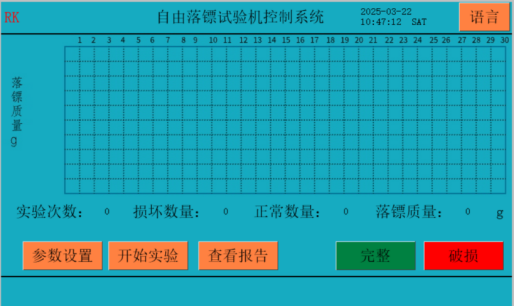 RK
自由落镖试验机控制系统
2025-03-22
10:47:12 SAT
语言
1 2 3 4 5 6 7 8 9 10 11 12 13 14 15 16 17 18 19 20 21 22 23 24 25 26 27 28 29 30
落镖质量g
实验次数: 0 损坏数量: 0 正常数量: 0 落镖质量: 0 g
参数设置 开始实验 查看报告 完整 破损